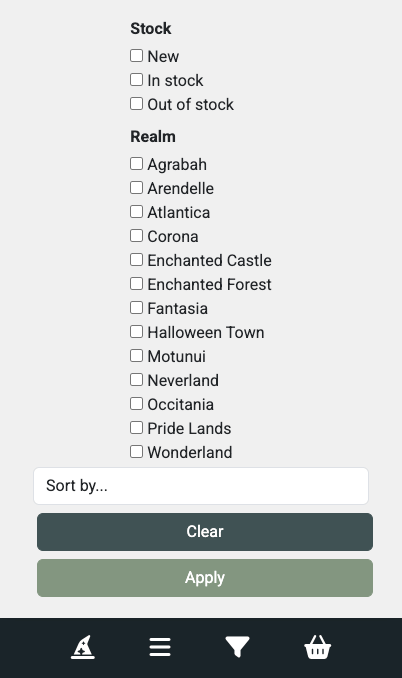 Stock
New
In stock
Out of stock
Realm
Agrabah
Arendelle
Atlantica
Corona
Enchanted Castle
Enchanted Forest
Fantasia
Halloween Town
Motunui
Neverland
Occitania
Pride Lands
Wonderland
Sort by...
Clear
Apply